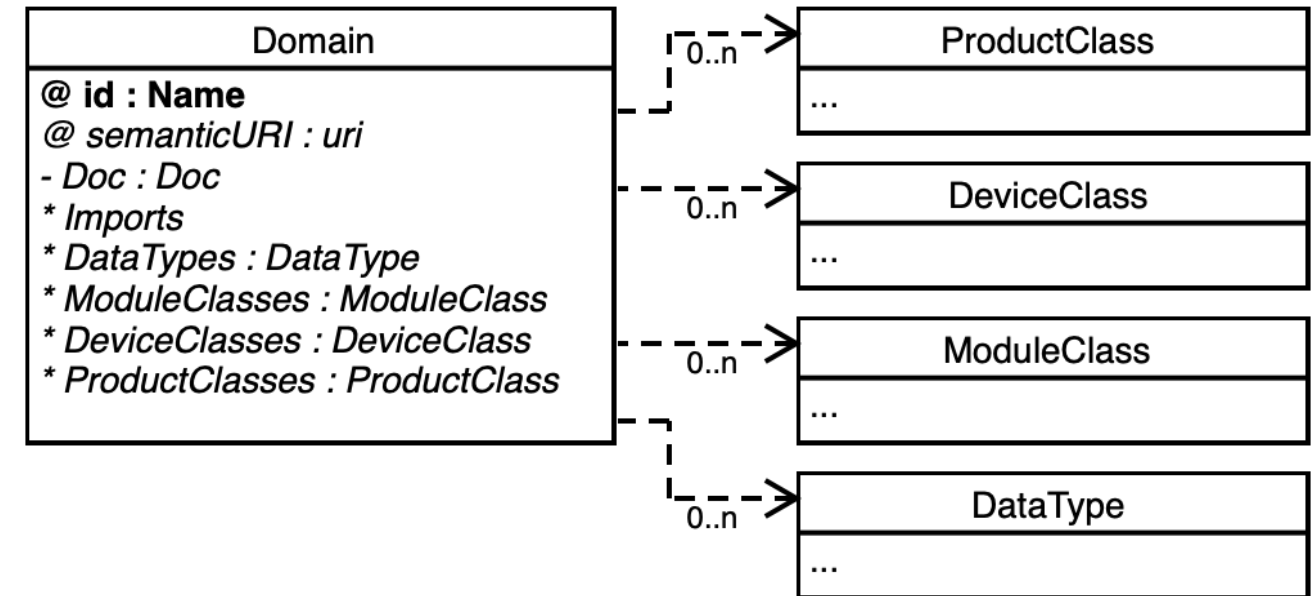 Domain
@ id : Name
@ semanticURI : uri
- Doc : Doc
* Imports
* DataTypes : DataType
* ModuleClasses : ModuleClass
* DeviceClasses : DeviceClass
* ProductClasses : ProductClass
0..n
ProductClass
...
0..n
DeviceClass
...
0..n
ModuleClass
...
0..n
DataType
...